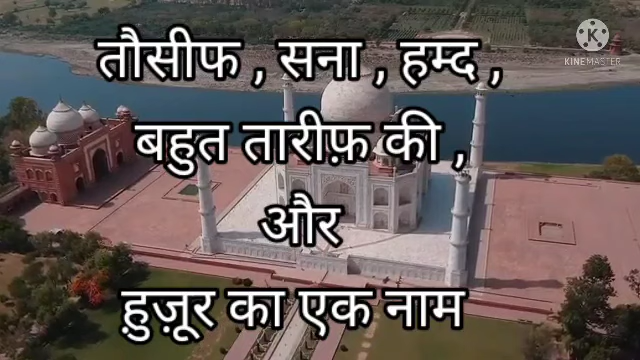 तौसीफ , सना , हम्द ,
बहुत तारीफ़ की ,
और
हुज़ूर का एक नाम
K
KINEMASTER